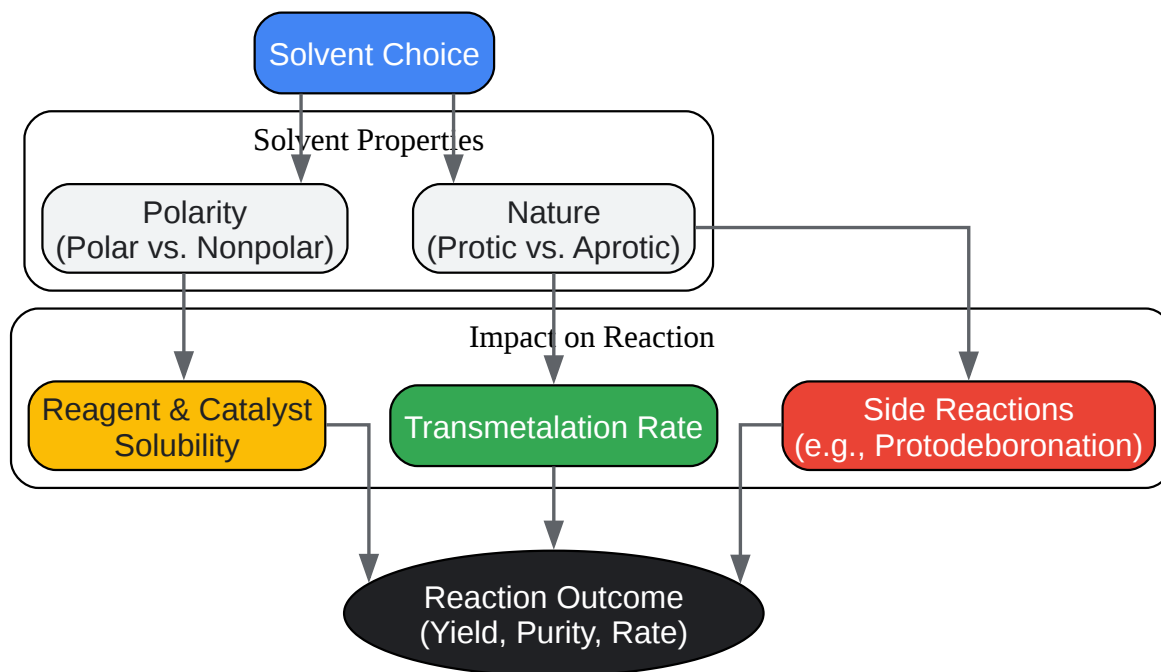 Solvent Choice
Solvent Properties
Polarity
(Polar vs. Nonpolar)
Nature
(Protic vs. Aprotic)
Impact on Reaction
Reagent & Catalyst
Solubility
Transmetalation Rate
Side Reactions
(e.g., Protodeboronation)
Reaction Outcome
(Yield, Purity, Rate)